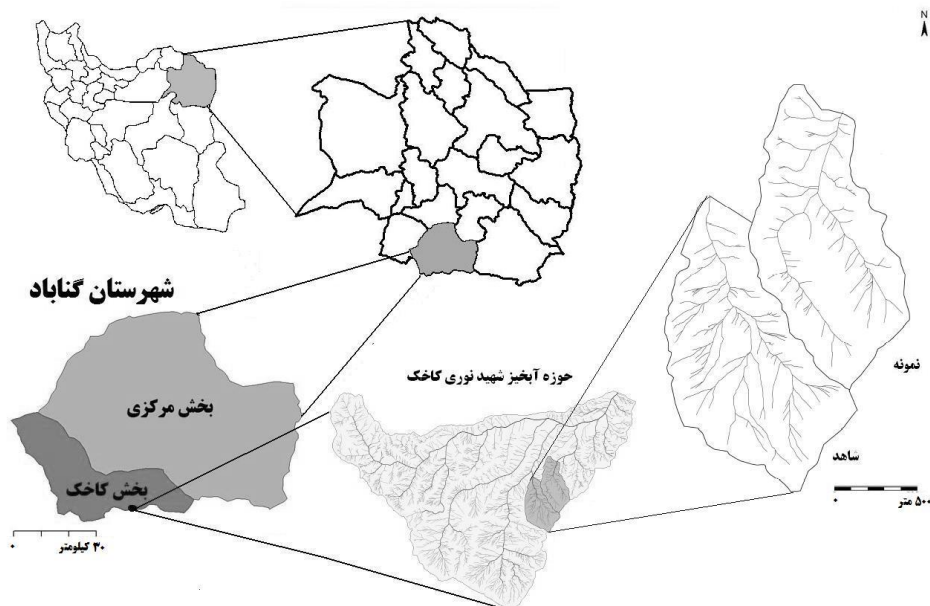 N
شهرستان گناباد
بخش مرکزی
بخش کاخک
۰ ۳۰ کیلومتر
حوزه آبخیز شهید نوری کاخک
نمونه
شاهد
۰ ۵۰۰ متر